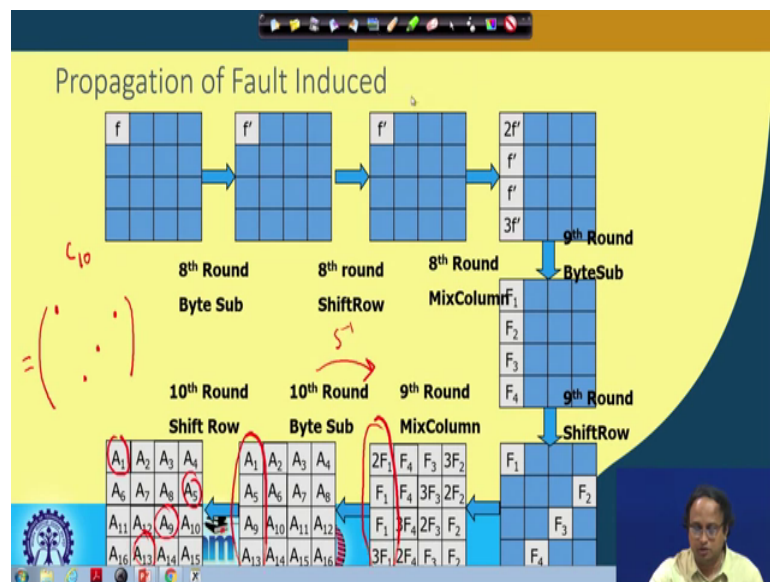 Propagation of Fault Induced
f
f'
f'
2f'
f'
f'
3f'
8th Round
Byte Sub
8th round
ShiftRow
8th Round
MixColumn
9th Round
ByteSub
F1
F2
F3
F4
C10
=
S-1
10th Round
Shift Row
10th Round
Byte Sub
9th Round
MixColumn
9th Round
ShiftRow
A1 A2 A3 A4
A6 A7 A8 A5
A11 A12 A9 A10
A16 A13 A14 A15
A1 A2 A3 A4
A5 A6 A7 A8
A9 A10 A11 A12
A13 A14 A15 A16
2F1 F4 F3 3F2
F1 F4 3F3 2F2
F1 3F4 2F3 F2
3F1 2F4 F3 F2
F1
F2
F3
F4